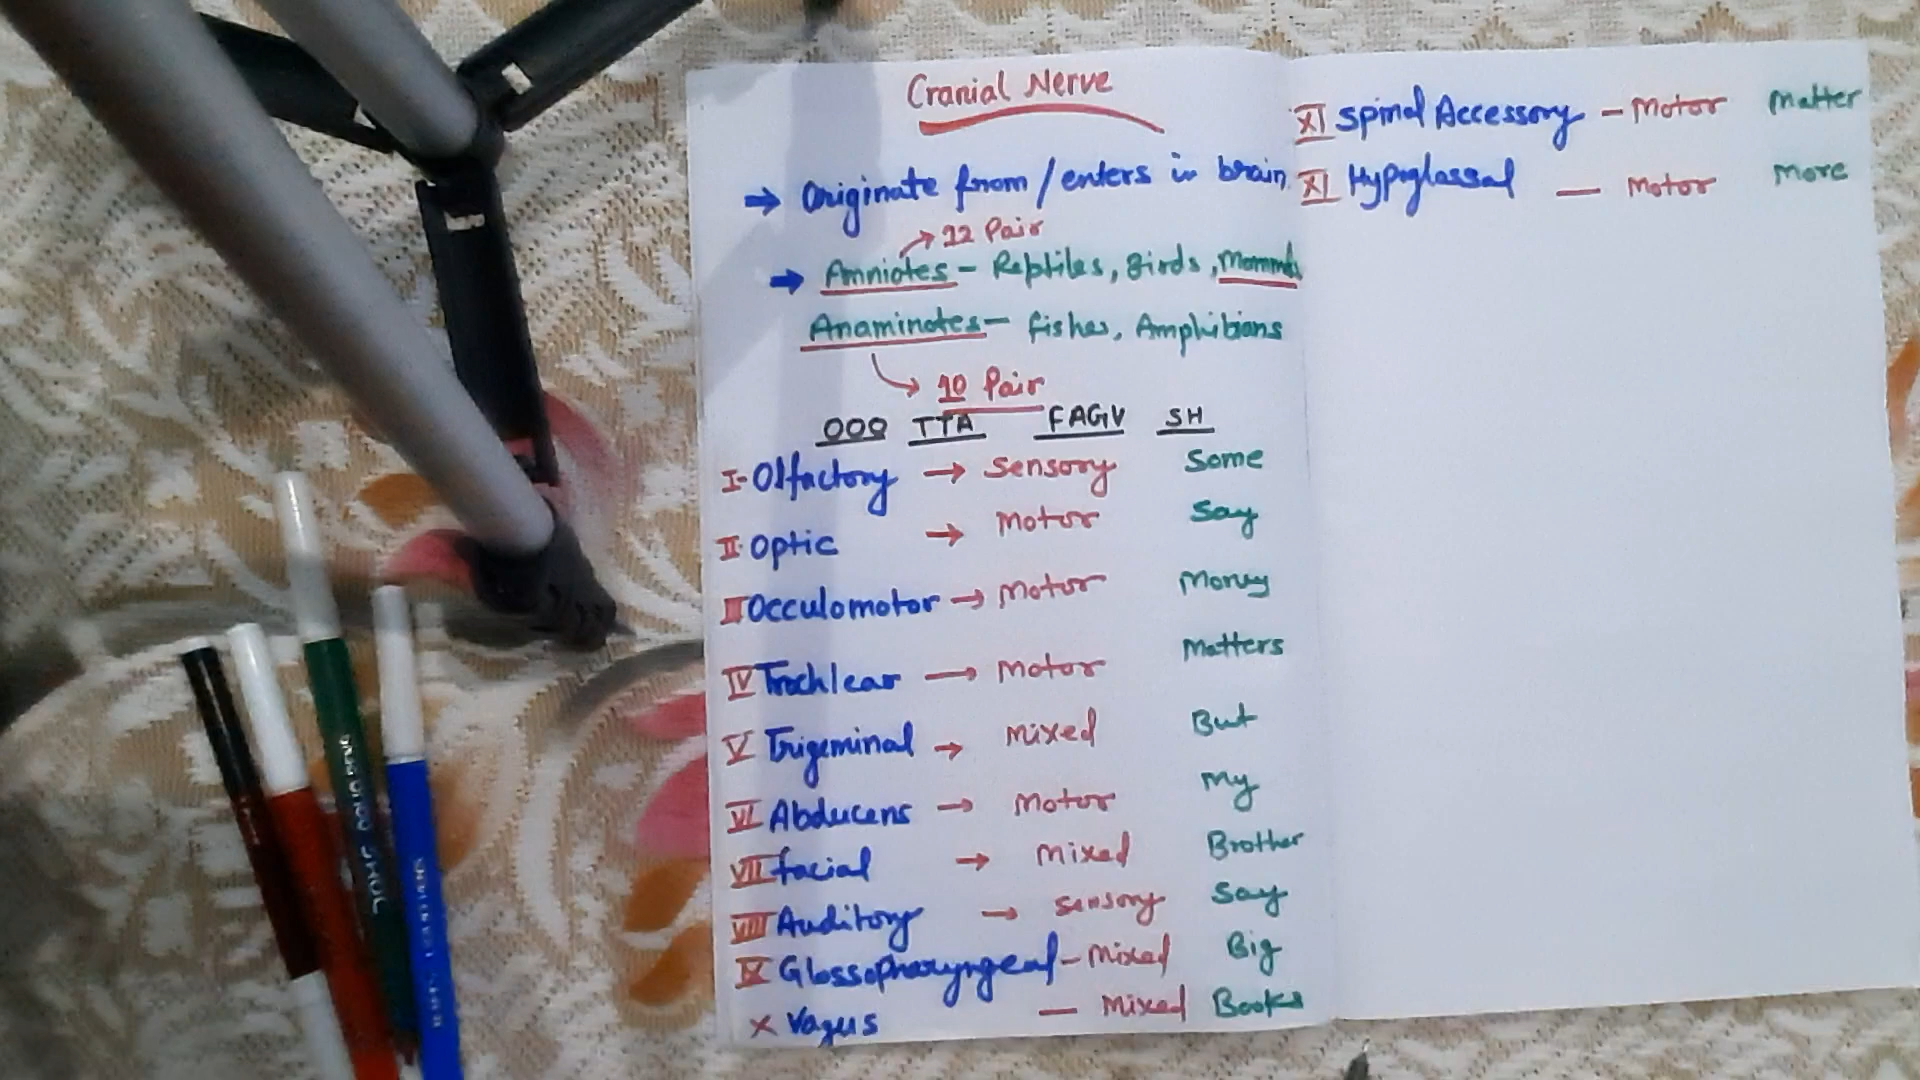 Cranial Nerve
⇒ Originate from / enters in brain
→ 12 Pair
→ Amniotes - Reptiles, Birds, Mammals
Anaminotes - fishes, Amphibians
→ 10 Pair
OOO TTA FAGV SH
I- Olfactory → Sensory Some
II- Optic → Motor Say
III Occulomotor → Motor Money
IV Trochlear → Motor Matters
V Trigeminal → Mixed But
VI Abducens → Motor My
VII facial → Mixed Brother
VIII Auditory → sensory Say
IX Glossopharyngeal - Mixed Big
X Vagus - Mixed Books
XI Spinal Accessory - Motor Matter
XI Hypoglassal - Motor More